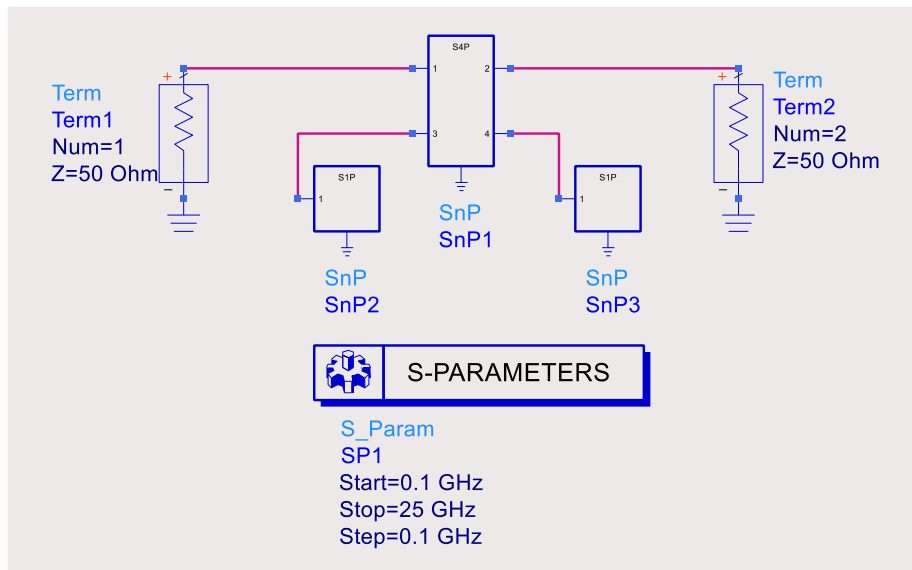 S4P
1
2
3
4
+
Term
Term1
Num=1
Z=50 Ohm
−
+
Term
Term2
Num=2
Z=50 Ohm
−
S1P
1
S1P
1
SnP
SnP1
SnP
SnP2
SnP
SnP3
S-PARAMETERS
S_Param
SP1
Start=0.1 GHz
Stop=25 GHz
Step=0.1 GHz